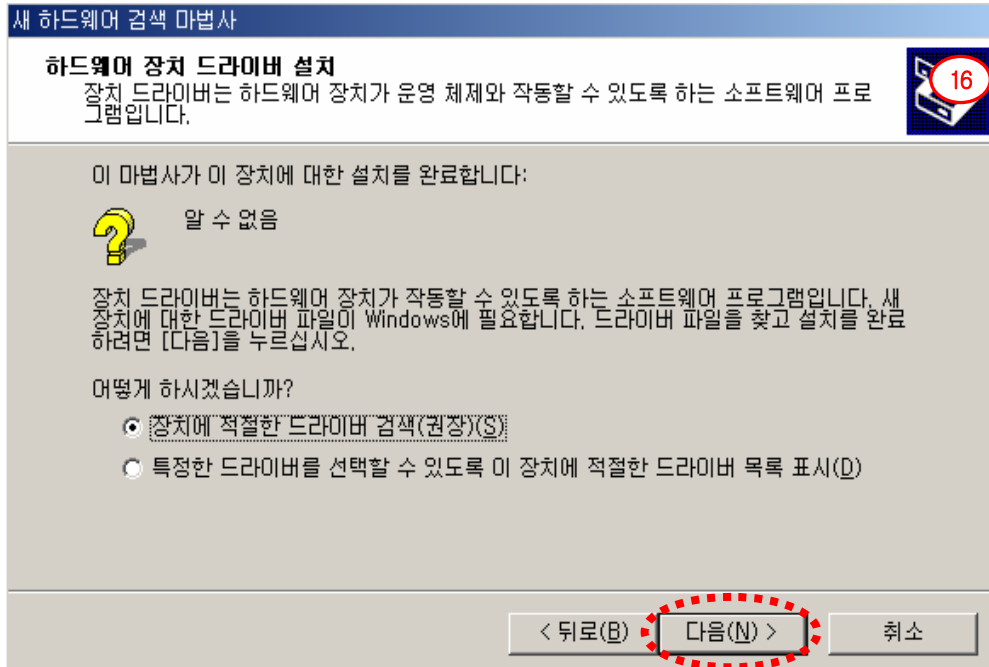 새 하드웨어 검색 마법사
하드웨어 장치 드라이버 설치
장치 드라이버는 하드웨어 장치가 운영 체제와 작동할 수 있도록 하는 소프트웨어 프로
그램입니다.
16
이 마법사가 이 장치에 대한 설치를 완료합니다:
알 수 없음
장치 드라이버는 하드웨어 장치가 작동할 수 있도록 하는 소프트웨어 프로그램입니다. 새
장치에 대한 드라이버 파일이 Windows에 필요합니다. 드라이버 파일을 찾고 설치를 완료
하려면 [다음]을 누르십시오.
어떻게 하시겠습니까?
장치에 적절한 드라이버 검색(권장)(S)
특정한 드라이버를 선택할 수 있도록 이 장치에 적절한 드라이버 목록 표시(D)
< 뒤로(B) 다음(N) > 취소